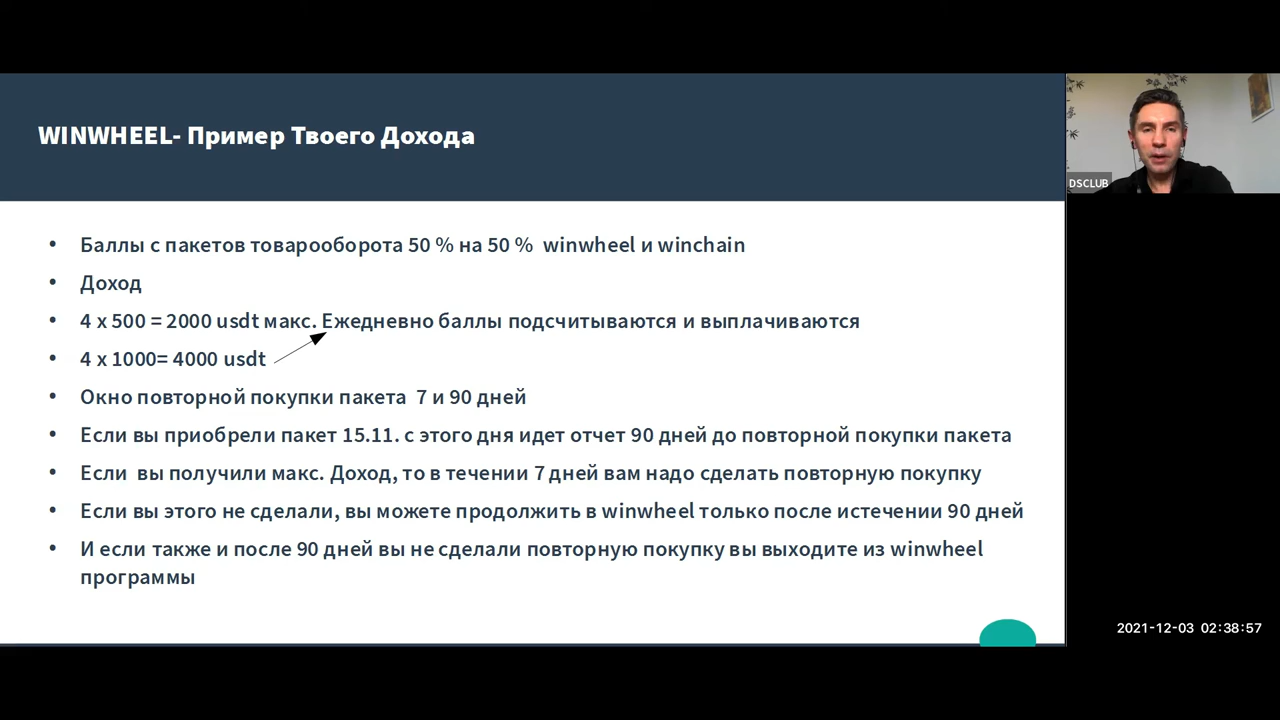 WINWHEEL- Пример Твоего Дохода
• Баллы с пакетов товарооборота 50 % на 50 % winwheel и winchain
• Доход
• 4 x 500 = 2000 usdt макс. Ежедневно баллы подсчитываются и выплачиваются
• 4 x 1000= 4000 usdt
• Окно повторной покупки пакета 7 и 90 дней
• Если вы приобрели пакет 15.11. с этого дня идет отчет 90 дней до повторной покупки пакета
• Если вы получили макс. Доход, то в течении 7 дней вам надо сделать повторную покупку
• Если вы этого не сделали, вы можете продолжить в winwheel только после истечении 90 дней
• И если также и после 90 дней вы не сделали повторную покупку вы выходите из winwheel
программы
DSCLUB
2021-12-03 02:38:57